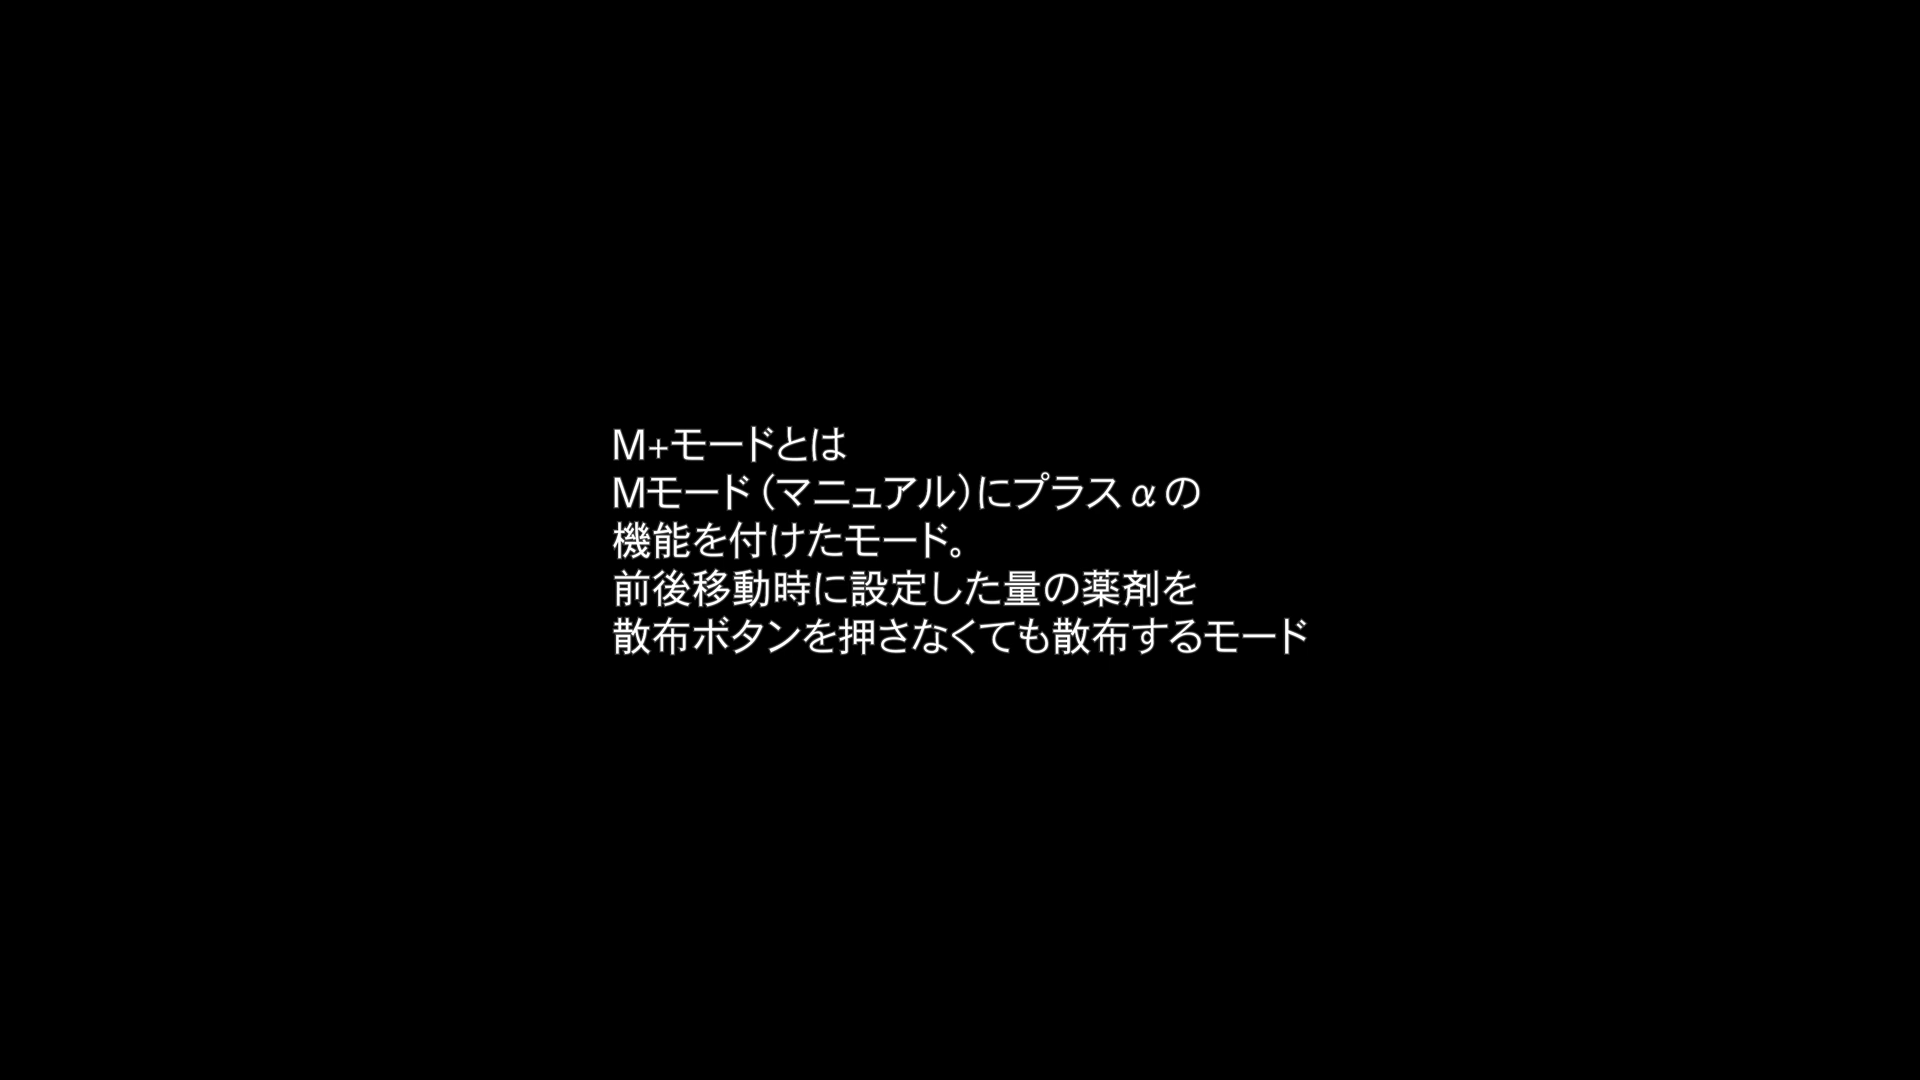 M+モードとは
Mモード（マニュアル）にプラスαの
機能を付けたモード。
前後移動時に設定した量の薬剤を
散布ボタンを押さなくても散布するモード